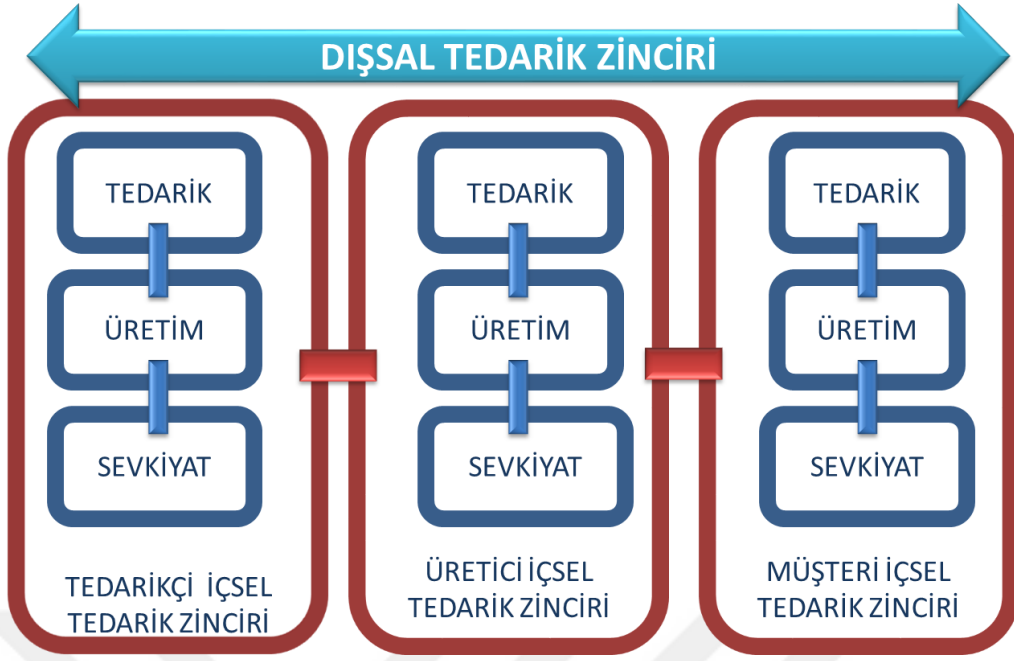 DIŞSAL TEDARİK ZİNCİRİ
TEDARİK
ÜRETİM
SEVKİYAT
TEDARİKÇİ İÇSEL
TEDARİK ZİNCİRİ
TEDARİK
ÜRETİM
SEVKİYAT
ÜRETİCİ İÇSEL
TEDARİK ZİNCİRİ
TEDARİK
ÜRETİM
SEVKİYAT
MÜŞTERİ İÇSEL
TEDARİK ZİNCİRİ